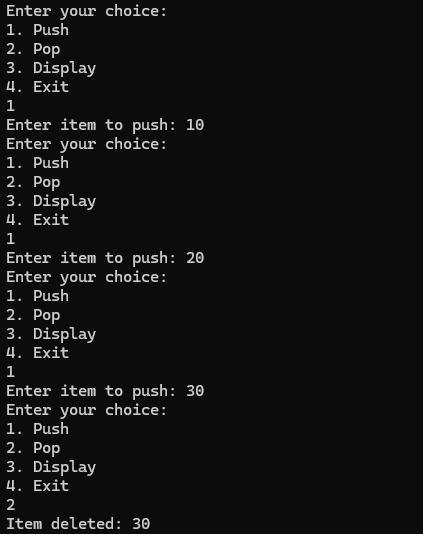 Enter your choice:
1. Push
2. Pop
3. Display
4. Exit
1
Enter item to push: 10
Enter your choice:
1. Push
2. Pop
3. Display
4. Exit
1
Enter item to push: 20
Enter your choice:
1. Push
2. Pop
3. Display
4. Exit
1
Enter item to push: 30
Enter your choice:
1. Push
2. Pop
3. Display
4. Exit
2
Item deleted: 30